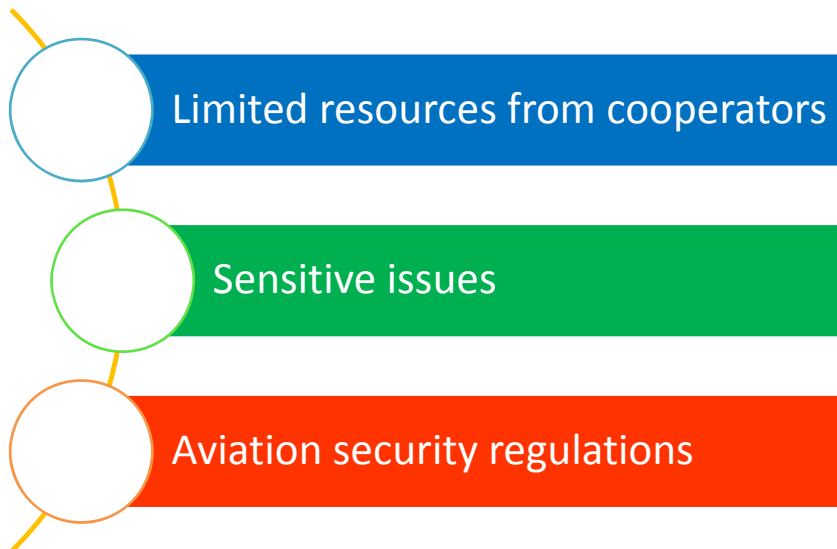 Limited resources from cooperators
Sensitive issues
Aviation security regulations